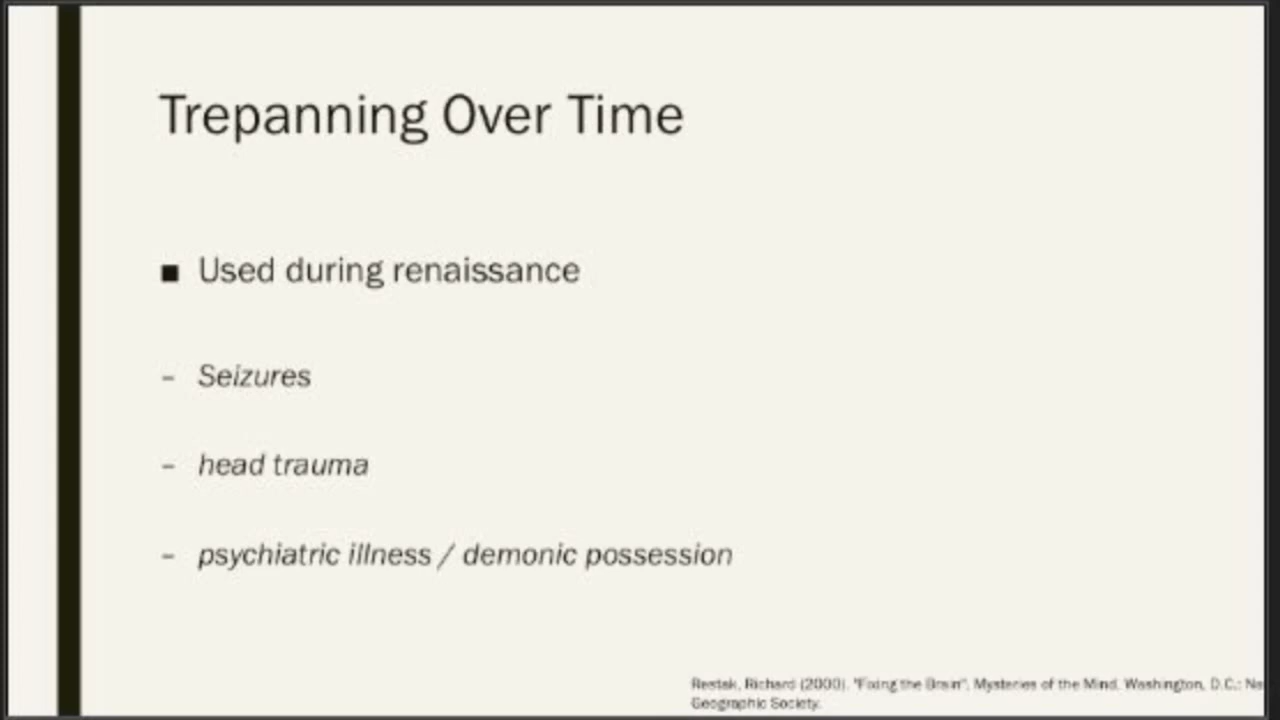 Trepanning Over Time
■ Used during renaissance
– Seizures
– head trauma
– psychiatric illness / demonic possession
Restak, Richard (2000). "Fixing the Brain". Mysteries of the Mind. Washington, D.C.: Na
Geographic Society.